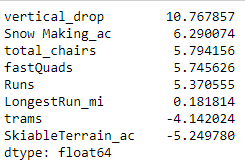 vertical_drop 10.767857
Snow Making_ac 6.290074
total_chairs 5.794156
fastQuads 5.745626
Runs 5.370555
LongestRun_mi 0.181814
trams -4.142024
SkiableTerrain_ac -5.249780
dtype: float64